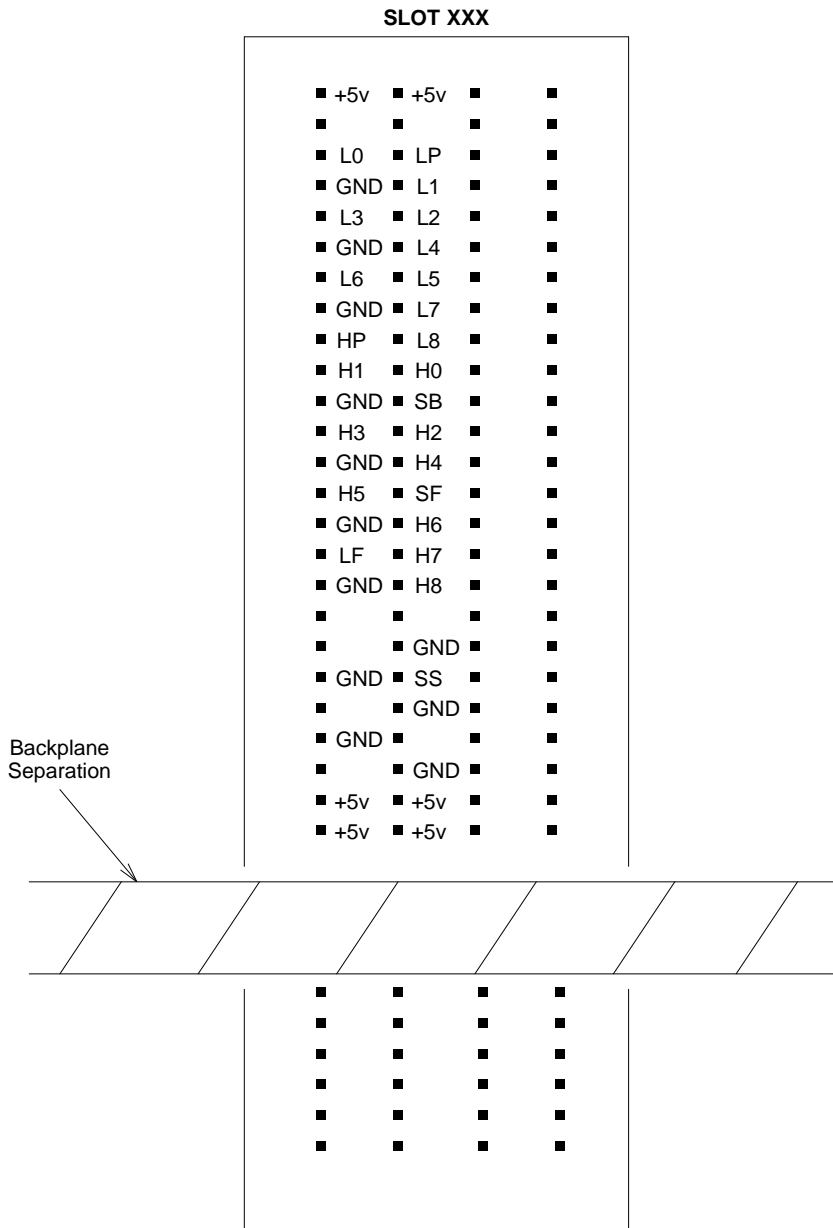 SLOT XXX
+5v +5v
L0 LP
GND L1
L3 L2
GND L4
L6 L5
GND L7
HP L8
H1 H0
GND SB
H3 H2
GND H4
H5 SF
GND H6
LF H7
GND H8
GND
GND SS
GND
GND
GND
+5v +5v
+5v +5v
Backplane
Separation